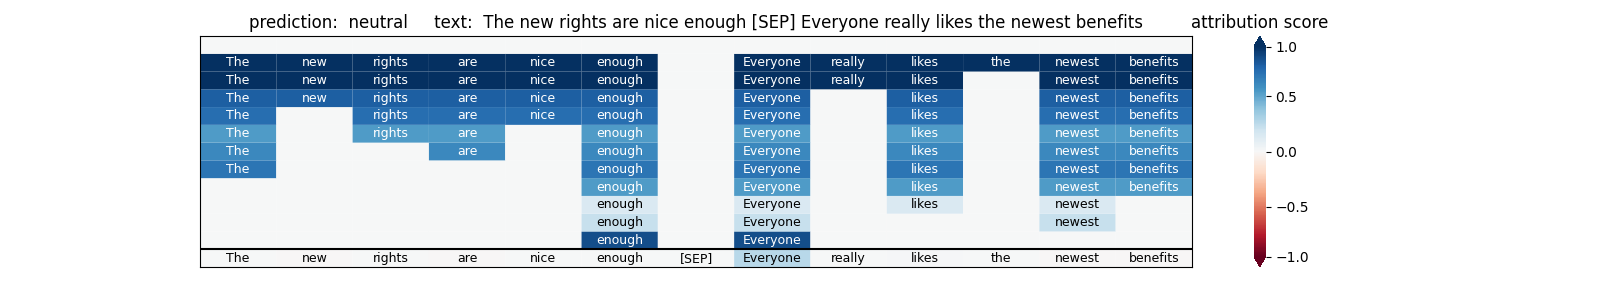 prediction: neutral text: The new rights are nice enough [SEP] Everyone really likes the newest benefits attribution score
The new rights are nice enough Everyone really likes the newest benefits 1.0
The new rights are nice enough Everyone really likes newest benefits
The new rights are nice enough Everyone likes newest benefits 0.5
The rights are nice enough Everyone likes newest benefits
The rights are enough Everyone likes newest benefits
The are enough Everyone likes newest benefits 0.0
The enough Everyone likes newest benefits
enough Everyone likes newest benefits
enough Everyone likes newest −0.5
enough Everyone newest
enough Everyone
The new rights are nice enough [SEP] Everyone really likes the newest benefits −1.0